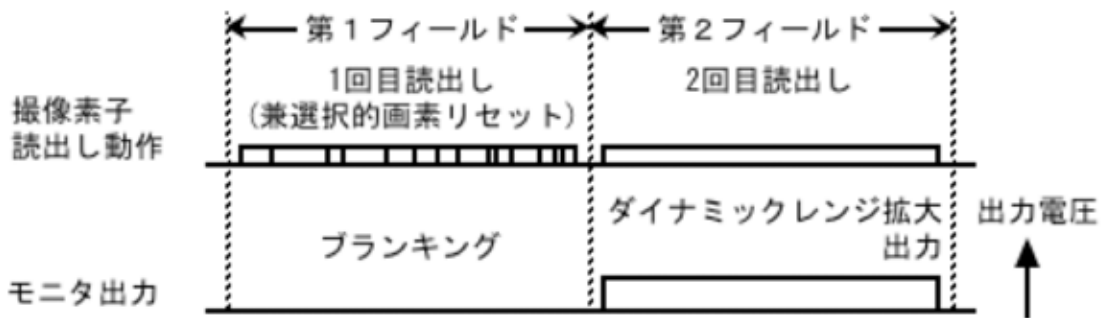 第１フィールド
第２フィールド
1回目読出し
(兼選択的画素リセット)
2回目読出し
撮像素子
読出し動作
ブランキング
ダイナミックレンジ拡大
出力
出力電圧
モニタ出力